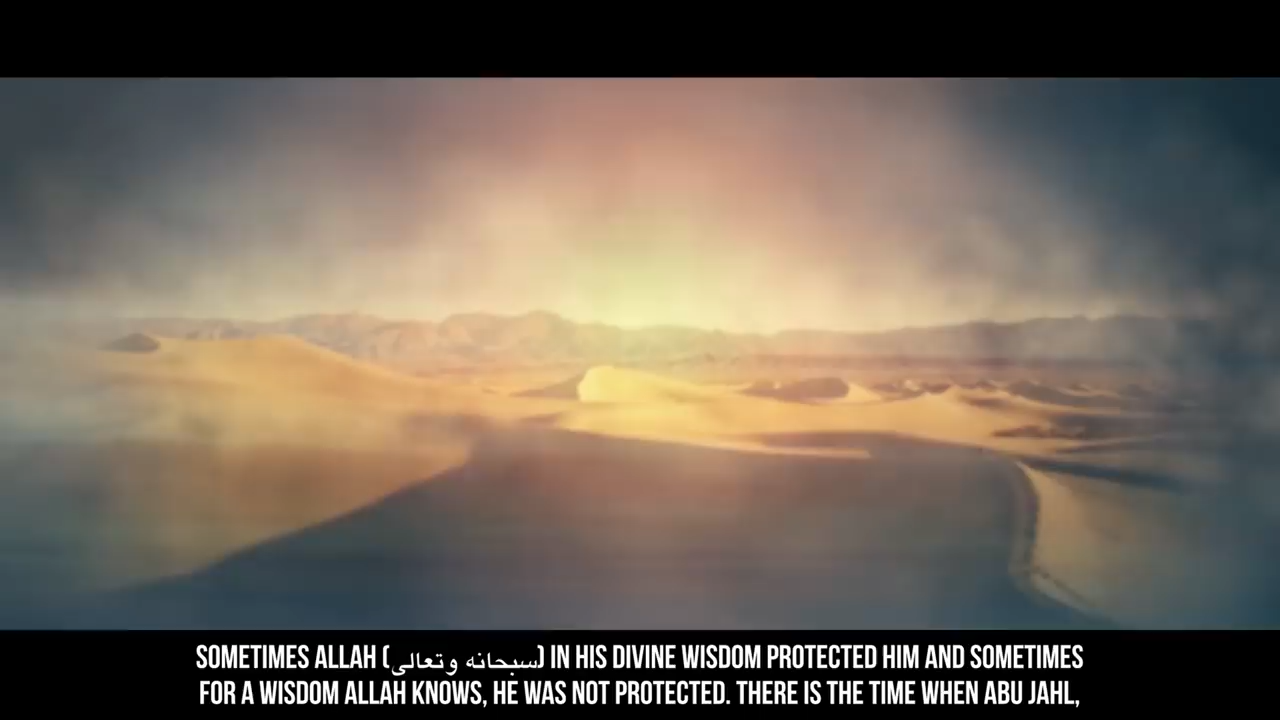 SOMETIMES ALLAH (سبحانه وتعالى) IN HIS DIVINE WISDOM PROTECTED HIM AND SOMETIMES
FOR A WISDOM ALLAH KNOWS, HE WAS NOT PROTECTED. THERE IS THE TIME WHEN ABU JAHL,